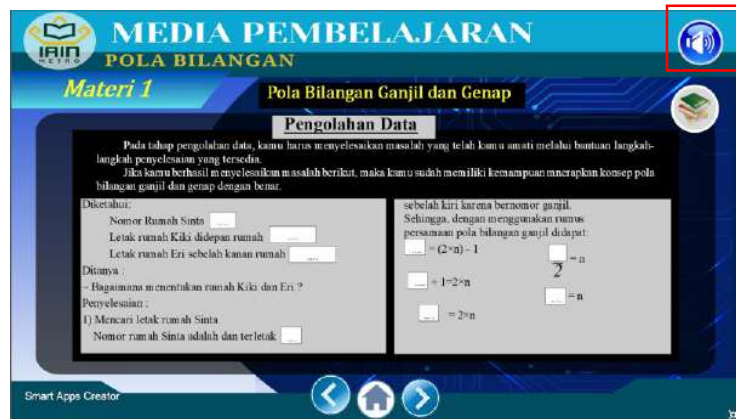 MEDIA PEMBELAJARAN
IAIN
METRO
POLA BILANGAN
Materi 1
Pola Bilangan Ganjil dan Genap
Pengolahan Data
Pada tahap pengolahan data, kamu harus menyelesaikan masalah yang telah kamu amati melalui bantuan langkah-
langkah penyelesaian yang tersedia.
Jika kamu berhasil menyelesaikan masalah berikut, maka kamu sudah memiliki kemampuan mnerapkan konsep pola
bilangan ganjil dan genap dengan benar.
Diketahui:
Nomor Rumah Sinta ....
Letak rumah Kiki didepan rumah ....
Letak rumah Eri sebelah kanan rumah ....
Ditanya :
- Bagaimana menentukan rumah Kiki dan Eri ?
Penyelesaian :
1) Mencari letak rumah Sinta
Nomor rumah Sinta adalah dan terletak ....
sebelah kiri karena bernomor ganjil.
Sehingga, dengan menggunakan rumus
persamaan pola bilangan ganjil didapat:
.... = (2×n) - 1
.... + 1=2×n
.... = 2×n
....
2 = n
.... = n
Smart Apps Creator